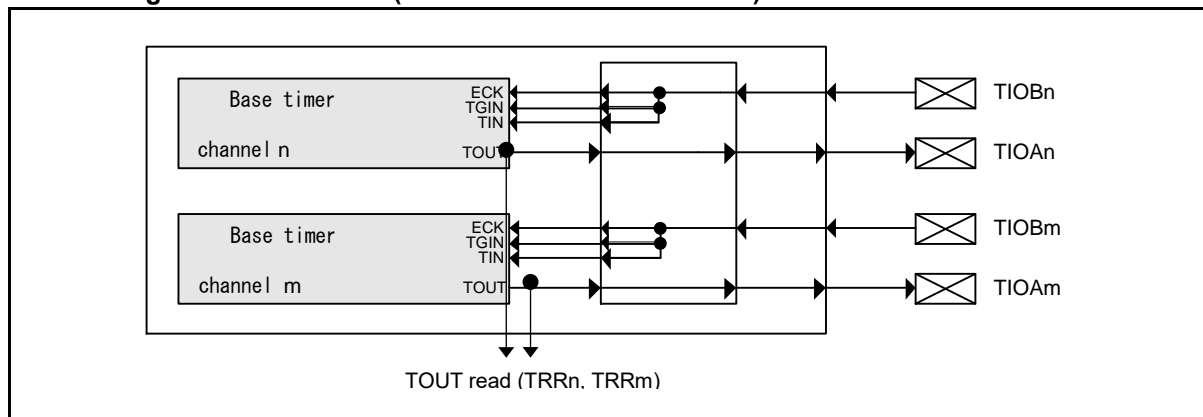 Base timer
channel n
ECK
TGIN
TIN
TOUT
TIOBn
TIOAn
Base timer
channel m
ECK
TGIN
TIN
TOUT
TIOBm
TIOAm
TOUT read (TRRn, TRRm)